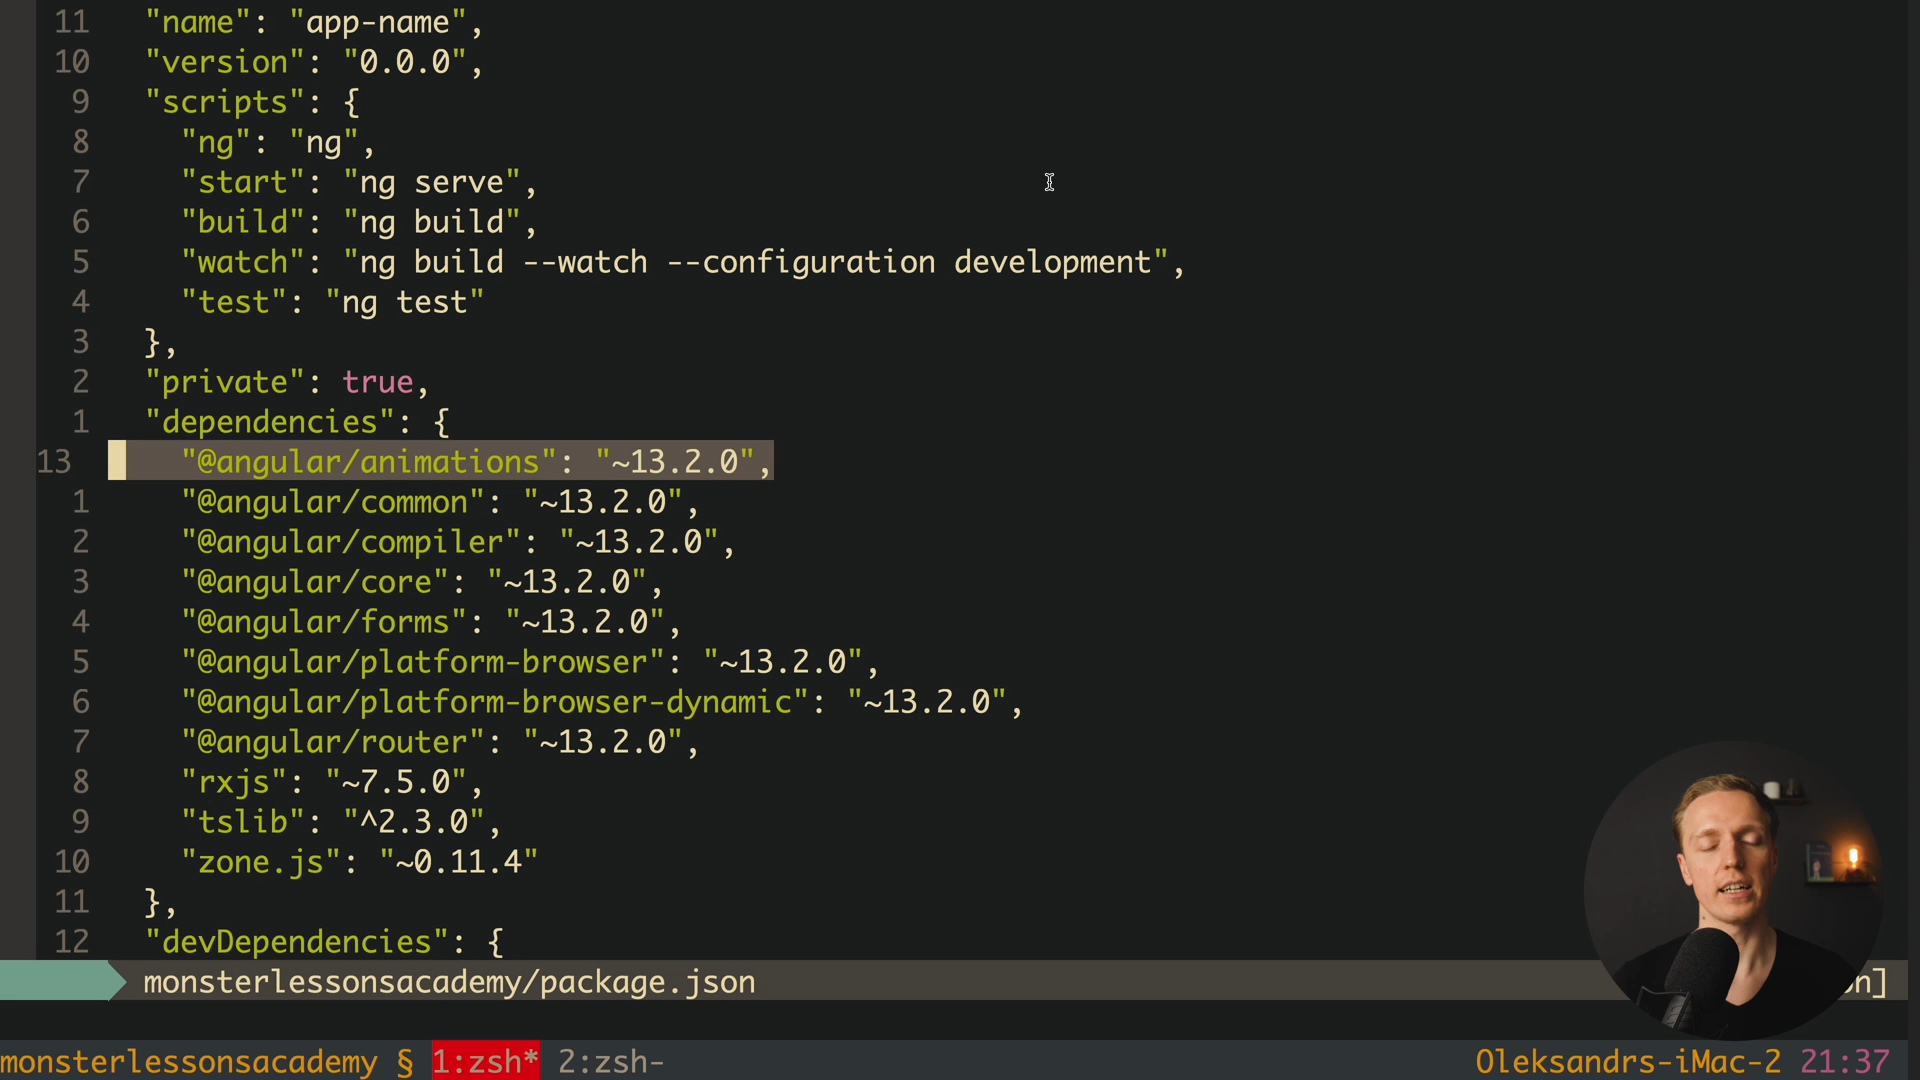 11 "name": "app-name",
10 "version": "0.0.0",
9 "scripts": {
8 "ng": "ng",
7 "start": "ng serve",
6 "build": "ng build",
5 "watch": "ng build --watch --configuration development",
4 "test": "ng test"
3 },
2 "private": true,
1 "dependencies": {
13 "@angular/animations": "~13.2.0",
1 "@angular/common": "~13.2.0",
2 "@angular/compiler": "~13.2.0",
3 "@angular/core": "~13.2.0",
4 "@angular/forms": "~13.2.0",
5 "@angular/platform-browser": "~13.2.0",
6 "@angular/platform-browser-dynamic": "~13.2.0",
7 "@angular/router": "~13.2.0",
8 "rxjs": "~7.5.0",
9 "tslib": "^2.3.0",
10 "zone.js": "~0.11.4"
11 },
12 "devDependencies": {
monsterlessonsacademy/package.json
monsterlessonsacademy § 1:zsh* 2:zsh- Oleksandrs-iMac-2 21:37